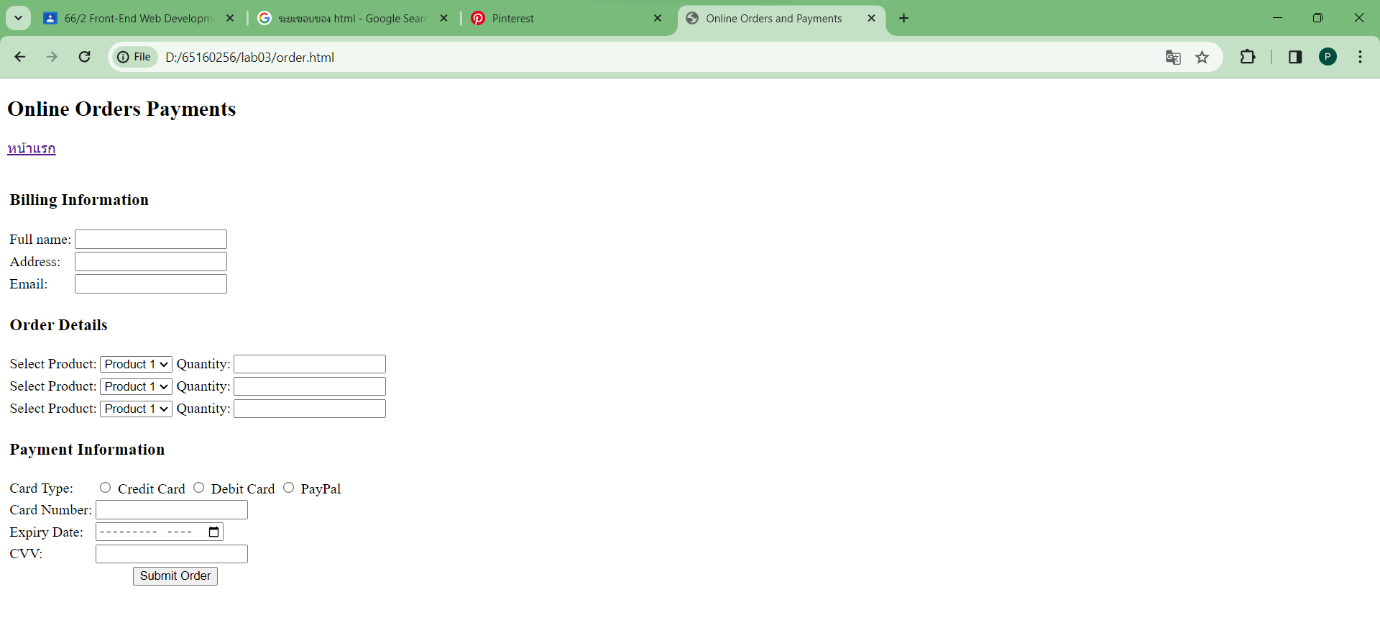 66/2 Front-End Web Developm
ระยะขอบของ html - Google Searc
Pinterest
Online Orders and Payments
File D:/65160256/lab03/order.html
P
Online Orders Payments
หน้าแรก
Billing Information
Full name:
Address:
Email:
Order Details
Select Product: Product 1 Quantity:
Select Product: Product 1 Quantity:
Select Product: Product 1 Quantity:
Payment Information
Card Type: Credit Card Debit Card PayPal
Card Number:
Expiry Date: --------- ----
CVV:
Submit Order